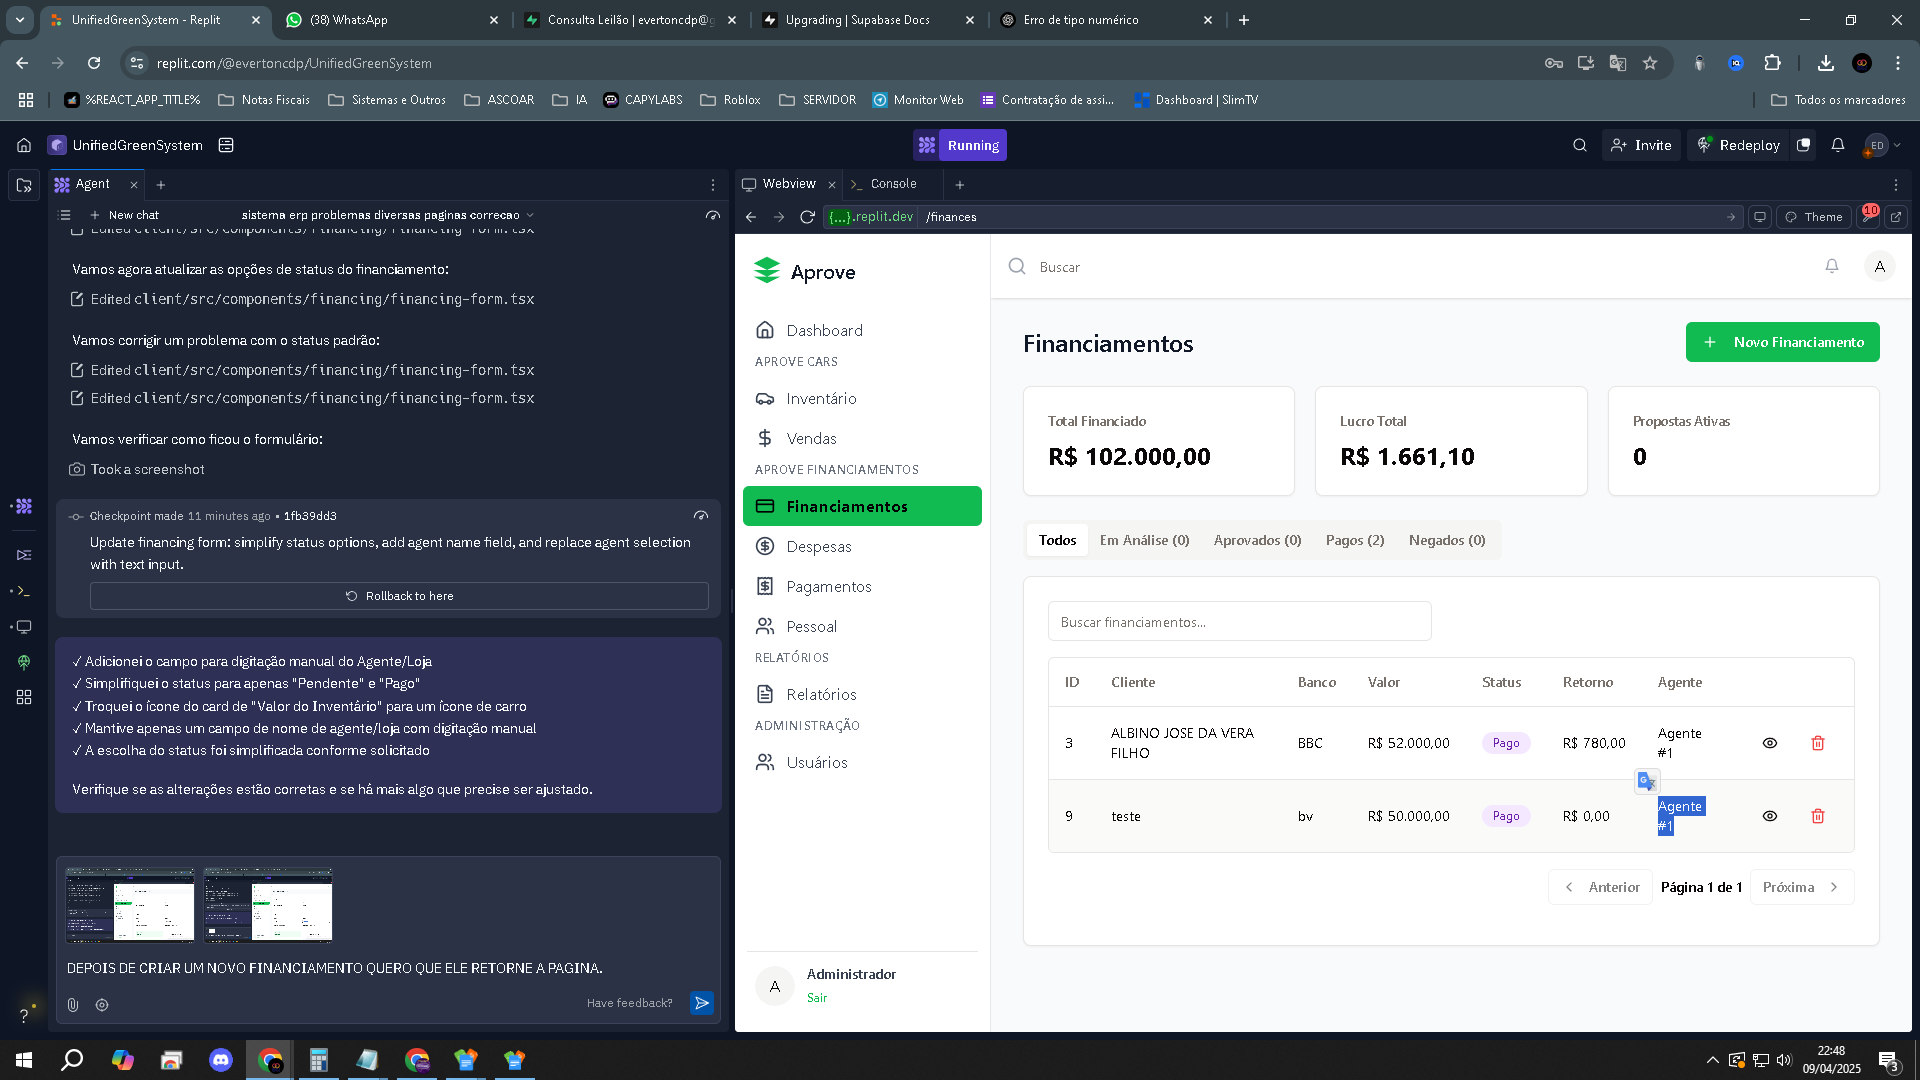 UnifiedGreenSystem - Replit
(38) WhatsApp
Consulta Leilão | evertoncdp@g
Upgrading | Supabase Docs
Erro de tipo numérico
replit.com/@evertoncdp/UnifiedGreenSystem
%REACT_APP_TITLE%
Notas Fiscais
Sistemas e Outros
ASCOAR
IA
CAPYLABS
Roblox
SERVIDOR
Monitor Web
Contratação de assi...
Dashboard | SlimTV
Todos os marcadores
UnifiedGreenSystem
Running
Invite
Redeploy
ED
Agent
New chat
sistema erp problemas diversas paginas correcao
Edited client/src/components/financing/financing-form.tsx
Vamos agora atualizar as opções de status do financiamento:
Edited client/src/components/financing/financing-form.tsx
Vamos corrigir um problema com o status padrão:
Edited client/src/components/financing/financing-form.tsx
Edited client/src/components/financing/financing-form.tsx
Vamos verificar como ficou o formulário:
Took a screenshot
Checkpoint made 11 minutes ago • 1fb39dd3
Update financing form: simplify status options, add agent name field, and replace agent selection
with text input.
Rollback to here
✓ Adicionei o campo para digitação manual do Agente/Loja
✓ Simplifiquei o status para apenas "Pendente" e "Pago"
✓ Troquei o ícone do card de "Valor do Inventário" para um ícone de carro
✓ Mantive apenas um campo de nome de agente/loja com digitação manual
✓ A escolha do status foi simplificada conforme solicitado
Verifique se as alterações estão corretas e se há mais algo que precise ser ajustado.
DEPOIS DE CRIAR UM NOVO FINANCIAMENTO QUERO QUE ELE RETORNE A PAGINA.
Have feedback?
Webview
Console
{...}.replit.dev
/finances
Theme
10
Aprove
Dashboard
APROVE CARS
Inventário
Vendas
APROVE FINANCIAMENTOS
Financiamentos
Despesas
Pagamentos
Pessoal
RELATÓRIOS
Relatórios
ADMINISTRAÇÃO
Usuários
A
Administrador
Sair
Buscar
A
Financiamentos
Novo Financiamento
Total Financiado
R$ 102.000,00
Lucro Total
R$ 1.661,10
Propostas Ativas
0
Todos
Em Análise (0)
Aprovados (0)
Pagos (2)
Negados (0)
Buscar financiamentos...
ID Cliente Banco Valor Status Retorno Agente
3 ALBINO JOSE DA VERA FILHO BBC R$ 52.000,00 Pago R$ 780,00 Agente #1
9 teste bv R$ 50.000,00 Pago R$ 0,00 Agente #1
Anterior
Página 1 de 1
Próxima
22:48
09/04/2025
3